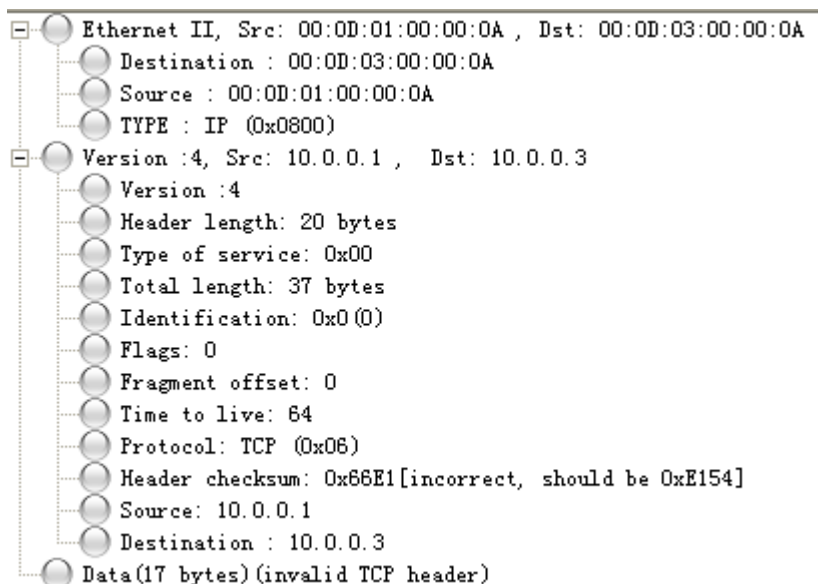 Ethernet II, Src: 00:0D:01:00:00:0A , Dst: 00:0D:03:00:00:0A
Destination : 00:0D:03:00:00:0A
Source : 00:0D:01:00:00:0A
TYPE : IP (0x0800)
Version :4, Src: 10.0.0.1 , Dst: 10.0.0.3
Version :4
Header length: 20 bytes
Type of service: 0x00
Total length: 37 bytes
Identification: 0x0(0)
Flags: 0
Fragment offset: 0
Time to live: 64
Protocol: TCP (0x06)
Header checksum: 0x66E1[incorrect, should be 0xE154]
Source: 10.0.0.1
Destination : 10.0.0.3
Data(17 bytes)(invalid TCP header)